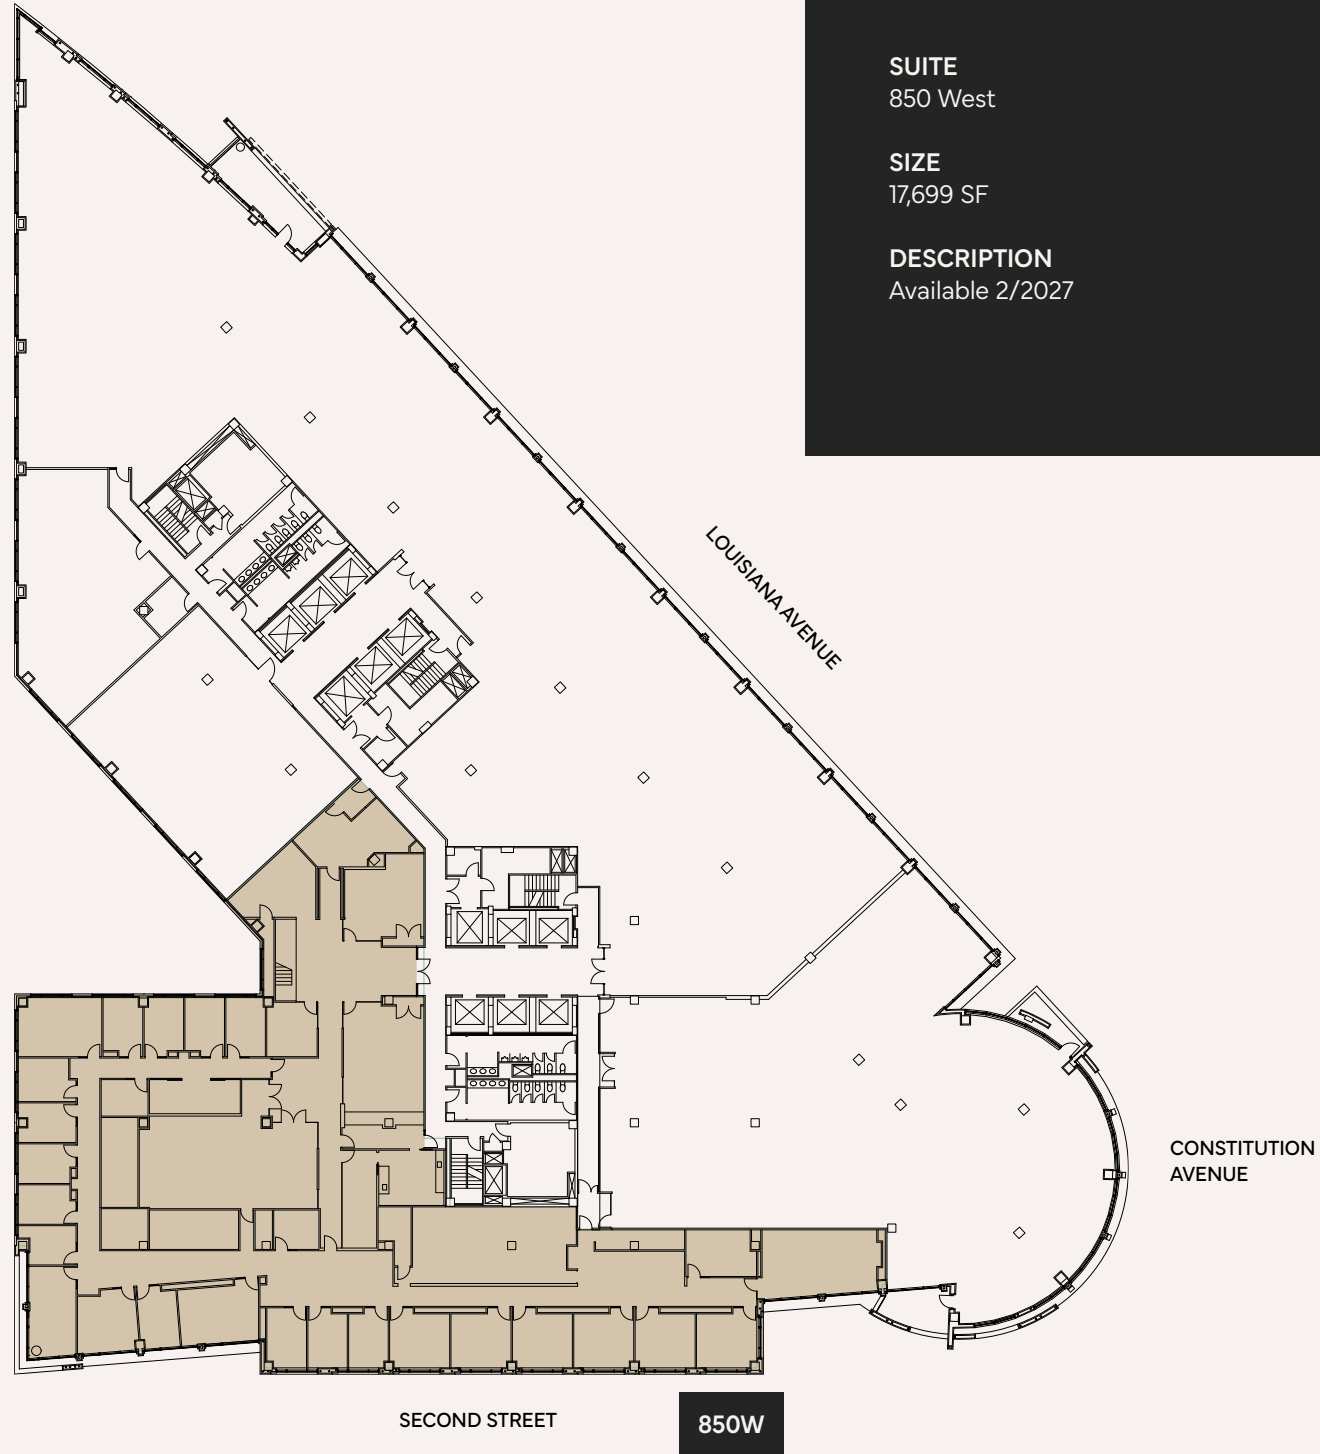 SUITE
850 West
SIZE
17,699 SF
DESCRIPTION
Available 2/2027
LOUISIANA AVENUE
CONSTITUTION
AVENUE
SECOND STREET
850W